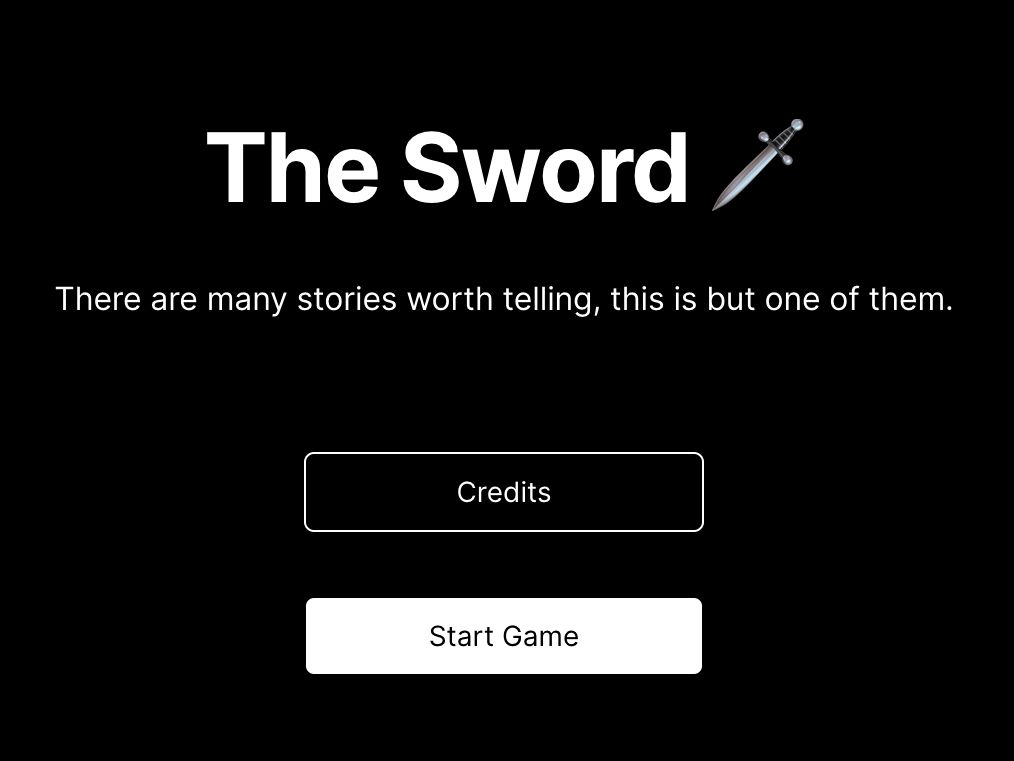 The Sword
There are many stories worth telling, this is but one of them.
Credits
Start Game